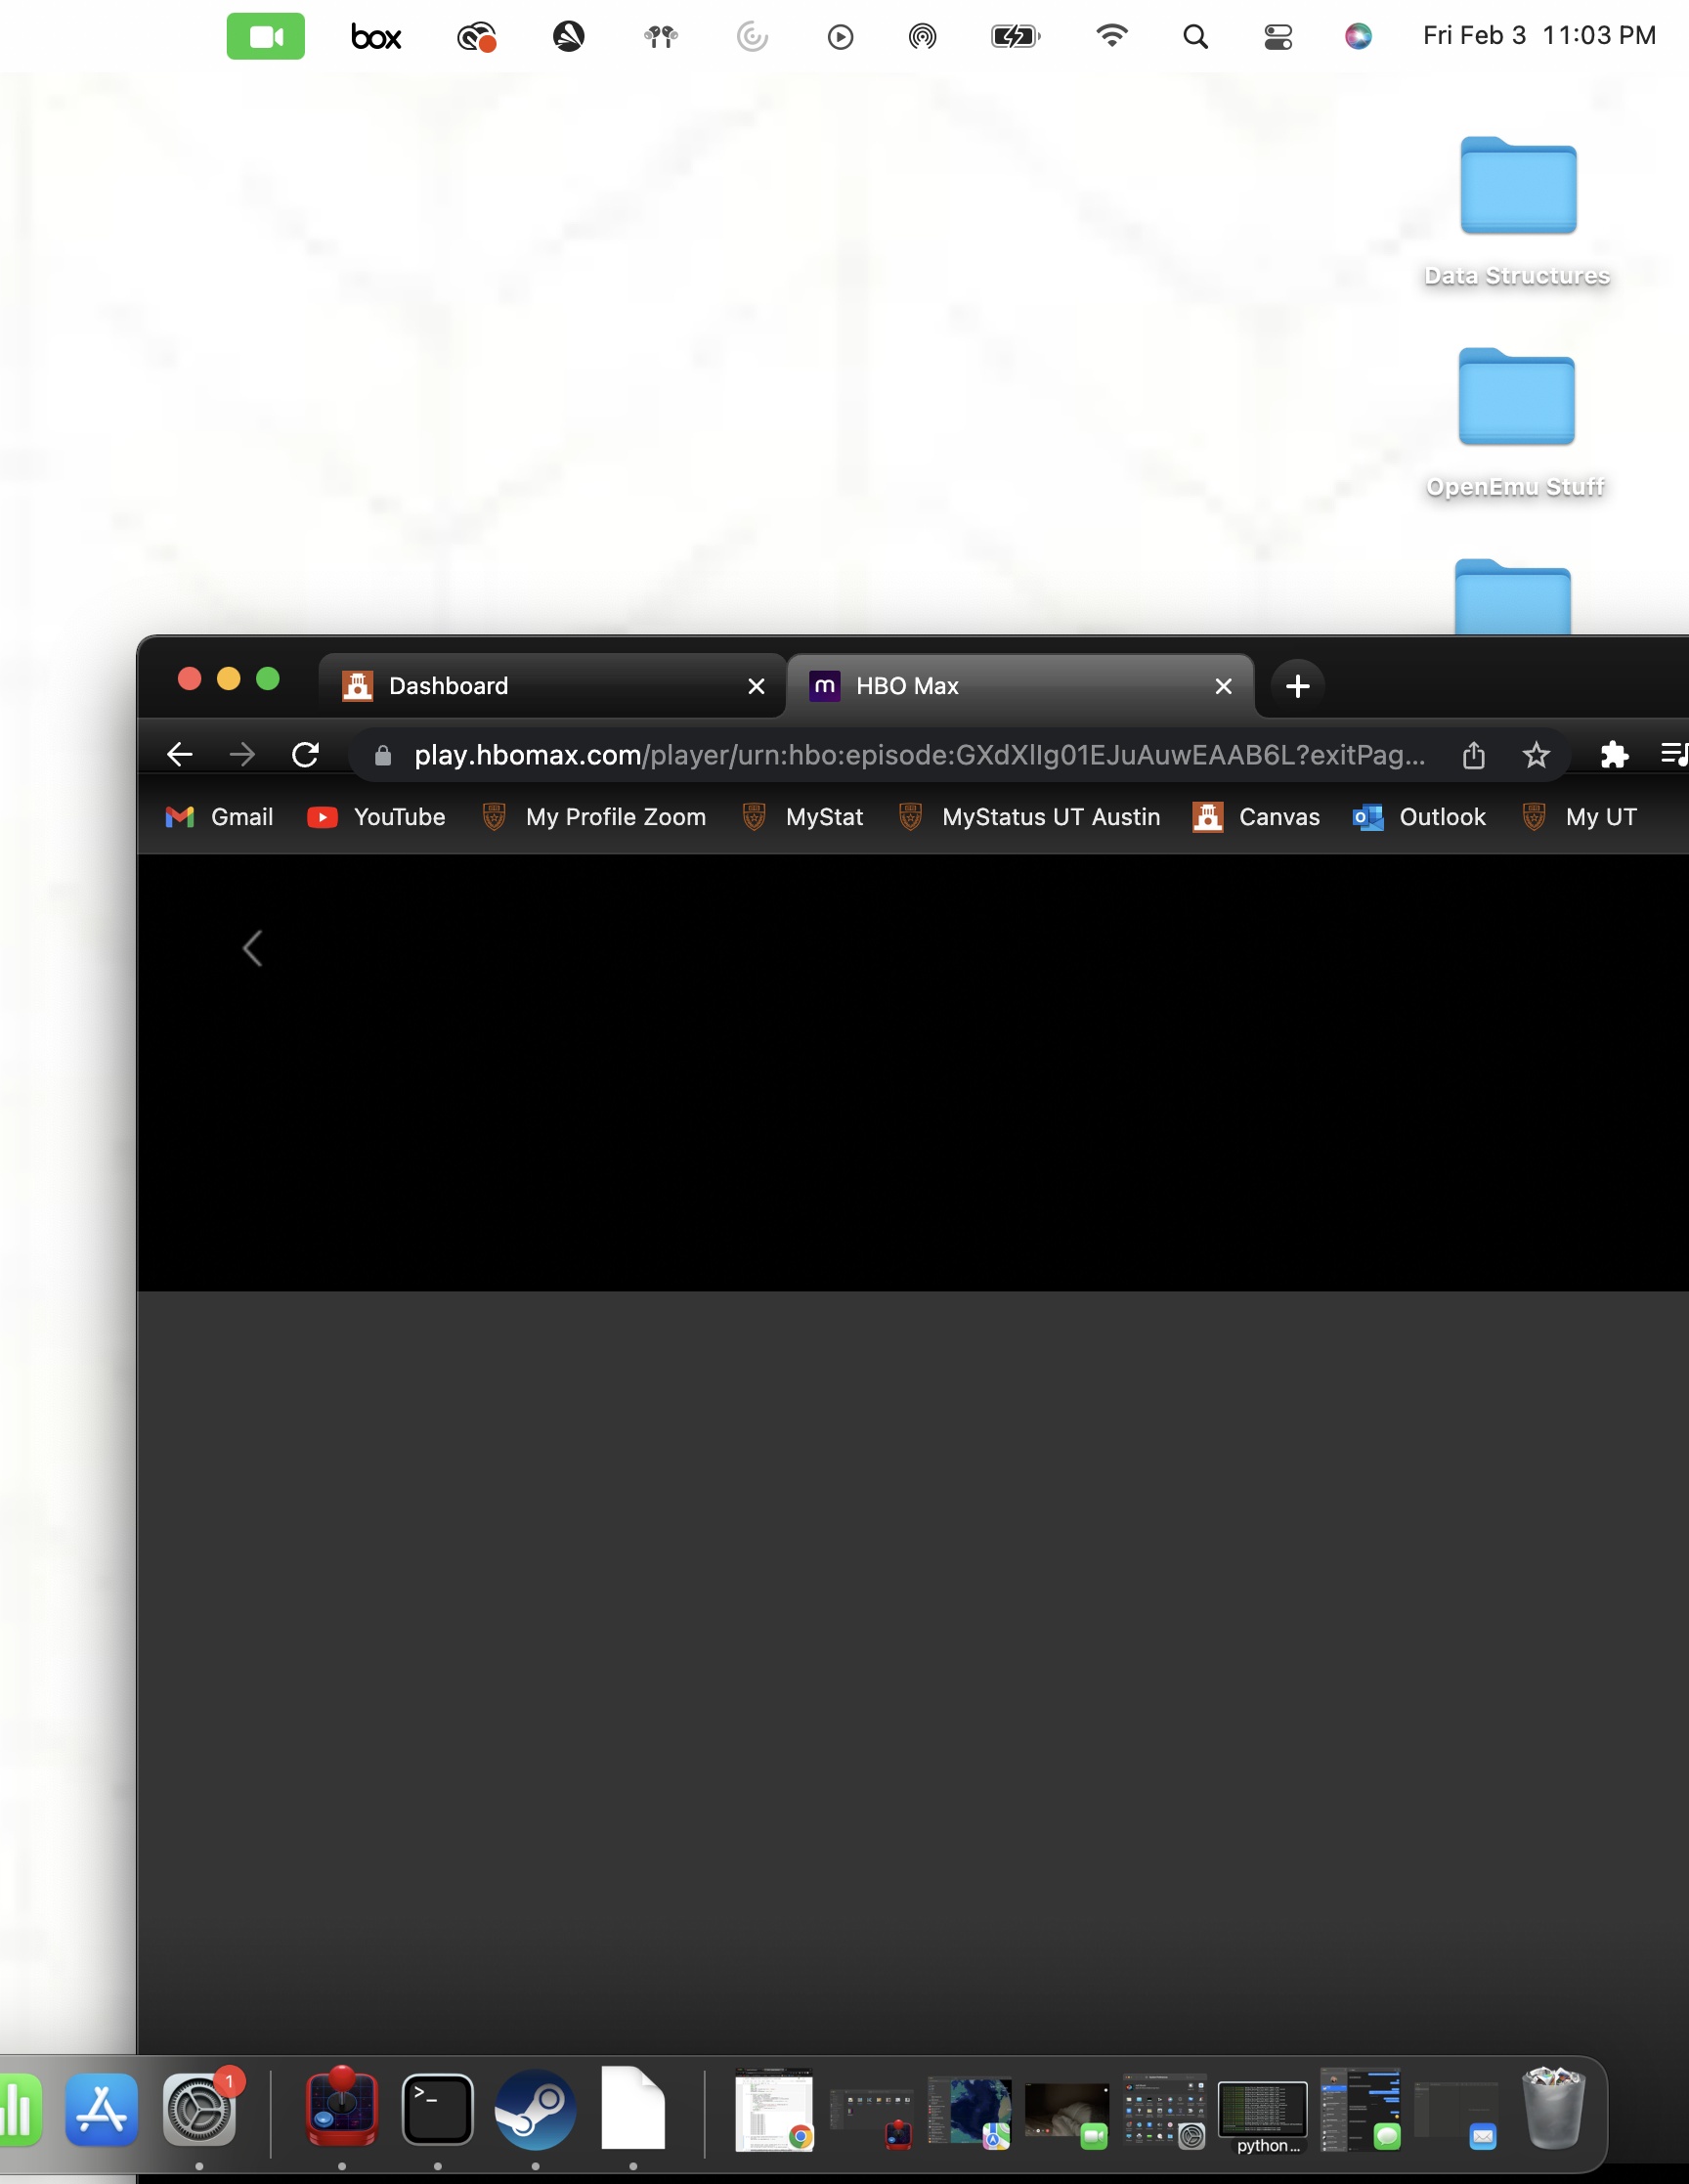 box
Fri Feb 3 11:03 PM
Data Structures
OpenEmu Stuff
Dashboard
m HBO Max
play.hbomax.com/player/urn:hbo:episode:GXdXlIg01EJuAuwEAAB6L?exitPag...
Gmail YouTube My Profile Zoom MyStat MyStatus UT Austin Canvas Outlook My UT
1
>_
python ...